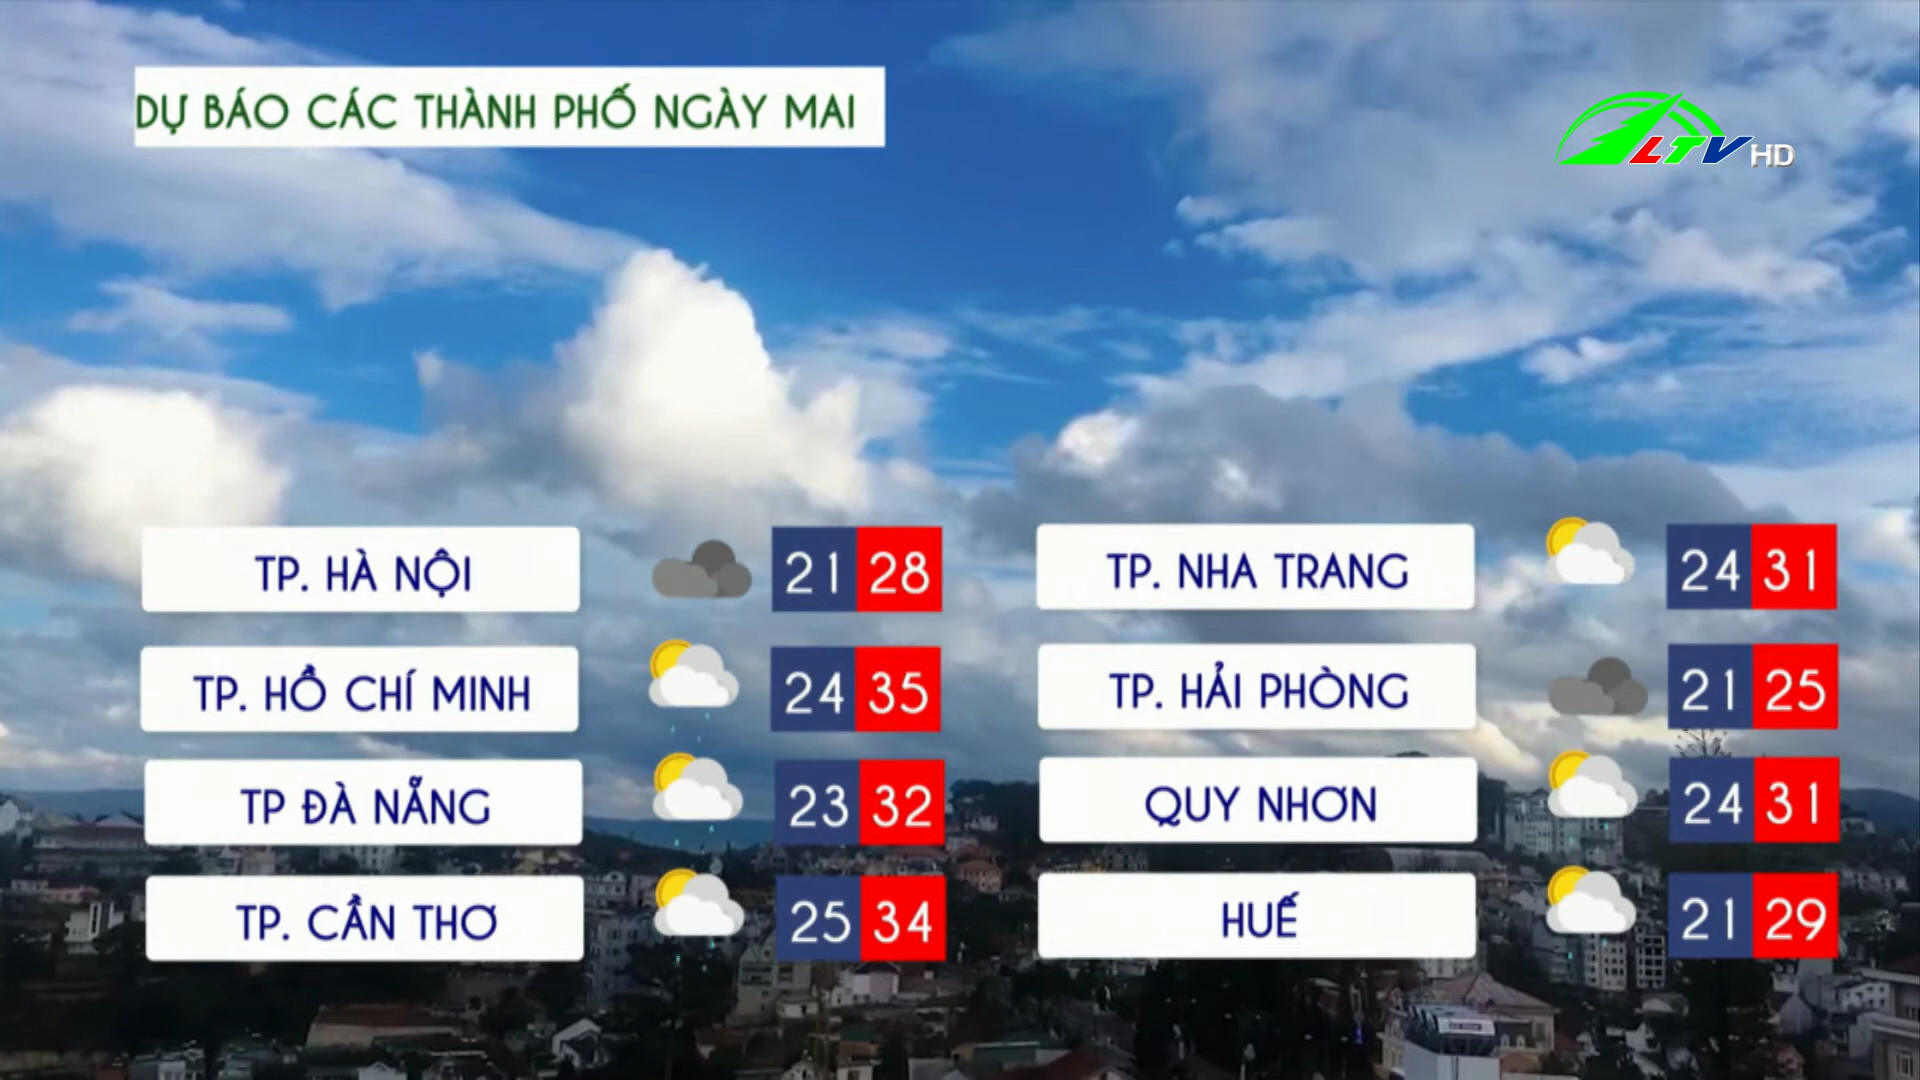 DỰ BÁO CÁC THÀNH PHỐ NGÀY MAI
LTV HD
TP. HÀ NỘI 21 28
TP. HỒ CHÍ MINH 24 35
TP ĐÀ NẴNG 23 32
TP. CẦN THƠ 25 34
TP. NHA TRANG 24 31
TP. HẢI PHÒNG 21 25
QUY NHƠN 24 31
HUẾ 21 29